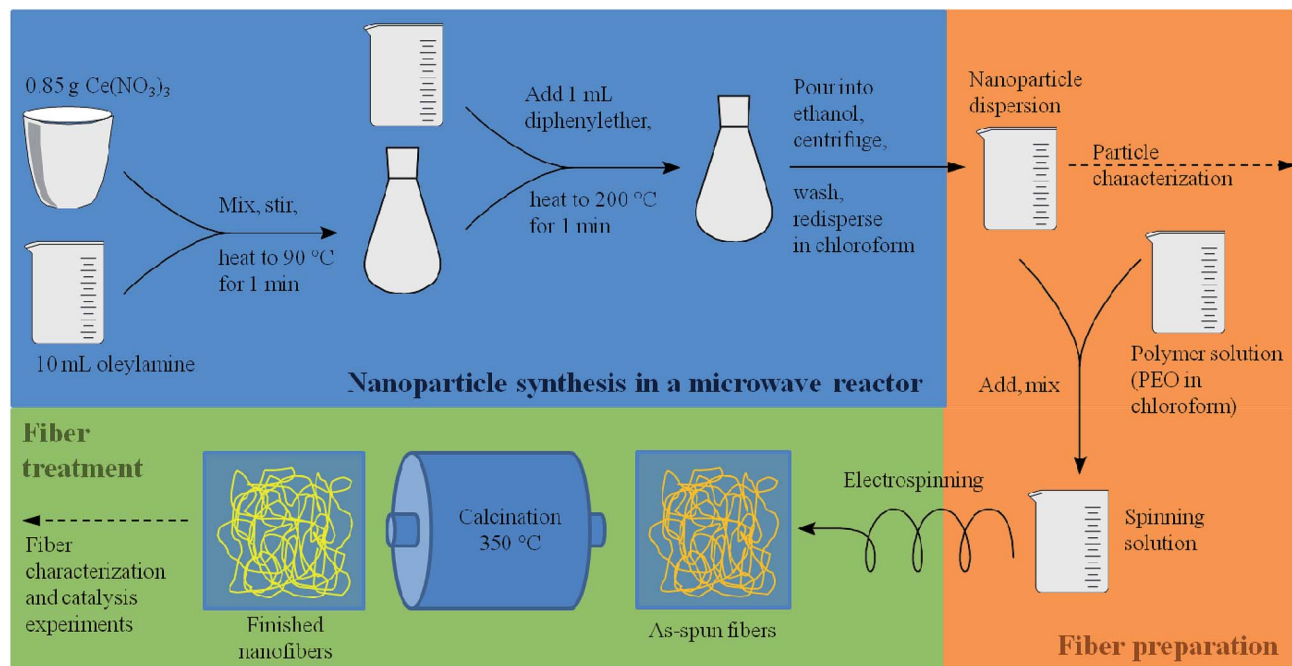 0.85 g Ce(NO₃)₃
10 mL oleylamine
Mix, stir,
heat to 90 °C
for 1 min
Add 1 mL
diphenylether,
heat to 200 °C
for 1 min
Pour into
ethanol,
centrifuge,
wash,
redisperse
in chloroform
Nanoparticle synthesis in a microwave reactor
Nanoparticle
dispersion
Particle
characterization
Polymer solution
(PEO in
chloroform)
Add, mix
Spinning
solution
Fiber preparation
Electrospinning
As-spun fibers
Calcination
350 °C
Finished
nanofibers
Fiber
treatment
Fiber
characterization
and catalysis
experiments